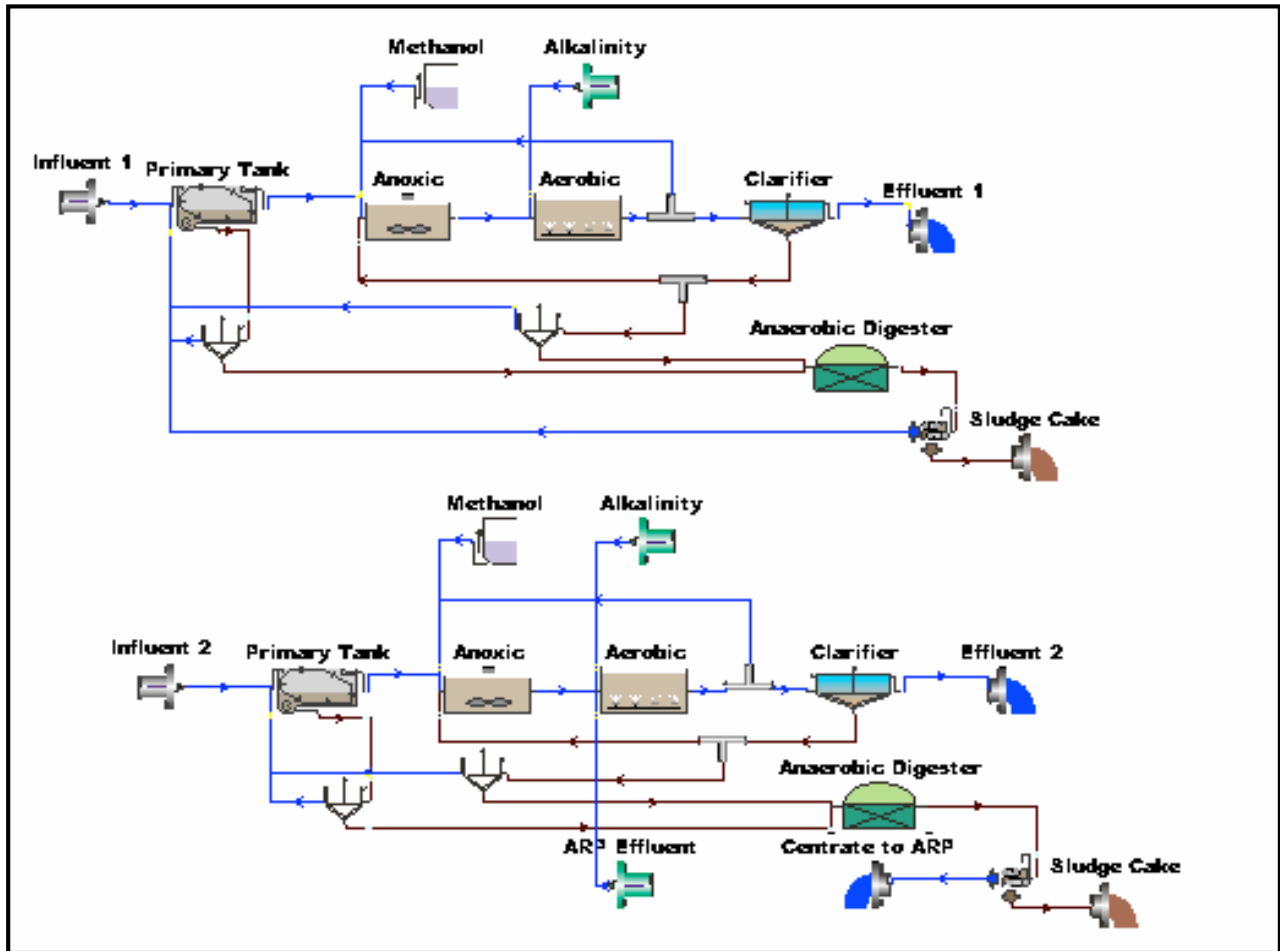 Methanol
Alkalinity
Influent 1
Primary Tank
Anoxic
Aerobic
Clarifier
Effluent 1
Anaerobic Digester
Sludge Cake
Methanol
Alkalinity
Influent 2
Primary Tank
Anoxic
Aerobic
Clarifier
Effluent 2
Anaerobic Digester
ARP Effluent
Centrate to ARP
Sludge Cake